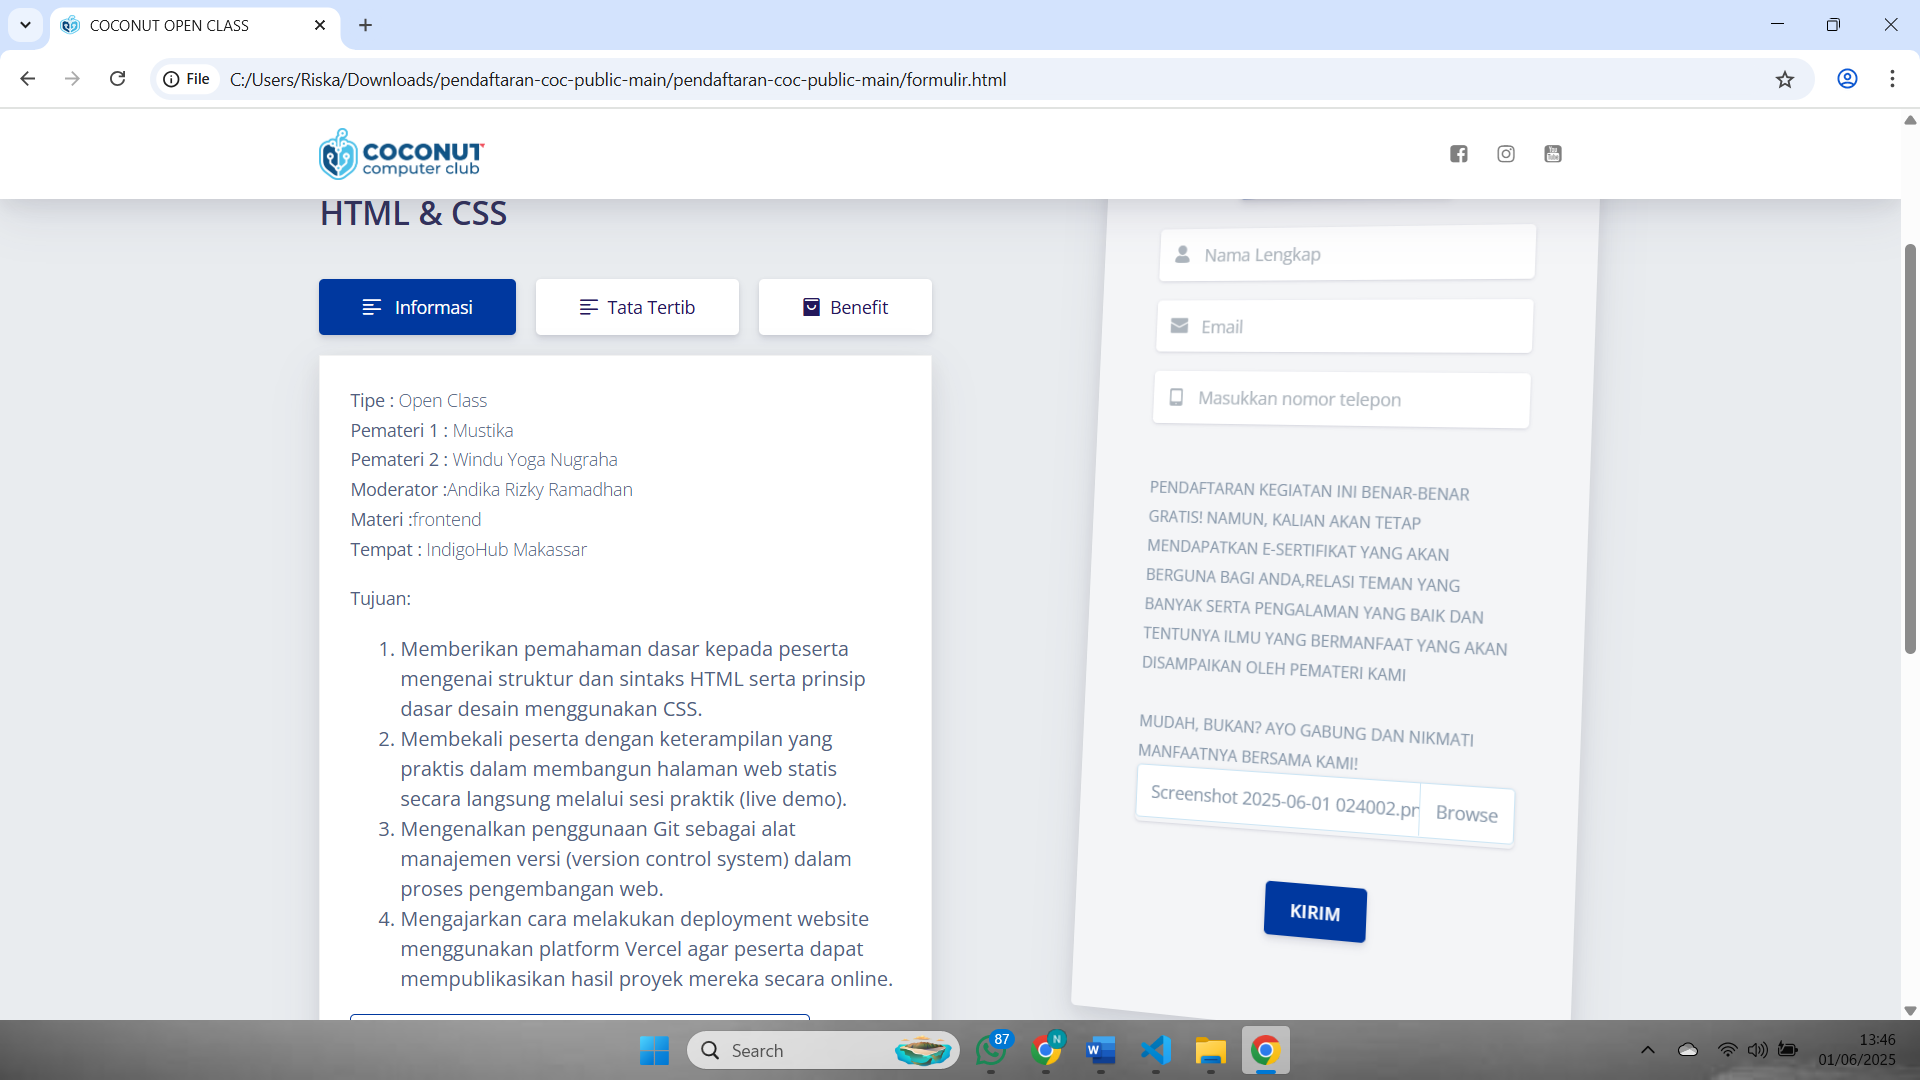 COCONUT OPEN CLASS
File
C:/Users/Riska/Downloads/pendaftaran-coc-public-main/pendaftaran-coc-public-main/formulir.html
COCONUT
computer club
HTML & CSS
Informasi
Tata Tertib
Benefit
Tipe : Open Class
Pemateri 1 : Mustika
Pemateri 2 : Windu Yoga Nugraha
Moderator :Andika Rizky Ramadhan
Materi :frontend
Tempat : IndigoHub Makassar
Tujuan:
1. Memberikan pemahaman dasar kepada peserta
mengenai struktur dan sintaks HTML serta prinsip
dasar desain menggunakan CSS.
2. Membekali peserta dengan keterampilan yang
praktis dalam membangun halaman web statis
secara langsung melalui sesi praktik (live demo).
3. Mengenalkan penggunaan Git sebagai alat
manajemen versi (version control system) dalam
proses pengembangan web.
4. Mengajarkan cara melakukan deployment website
menggunakan platform Vercel agar peserta dapat
mempublikasikan hasil proyek mereka secara online.
Nama Lengkap
Email
Masukkan nomor telepon
PENDAFTARAN KEGIATAN INI BENAR-BENAR
GRATIS! NAMUN, KALIAN AKAN TETAP
MENDAPATKAN E-SERTIFIKAT YANG AKAN
BERGUNA BAGI ANDA,RELASI TEMAN YANG
BANYAK SERTA PENGALAMAN YANG BAIK DAN
TENTUNYA ILMU YANG BERMANFAAT YANG AKAN
DISAMPAIKAN OLEH PEMATERI KAMI
MUDAH, BUKAN? AYO GABUNG DAN NIKMATI
MANFAATNYA BERSAMA KAMI!
Screenshot 2025-06-01 024002.pn
Browse
KIRIM
Search
87
N
W
13:46
01/06/2025